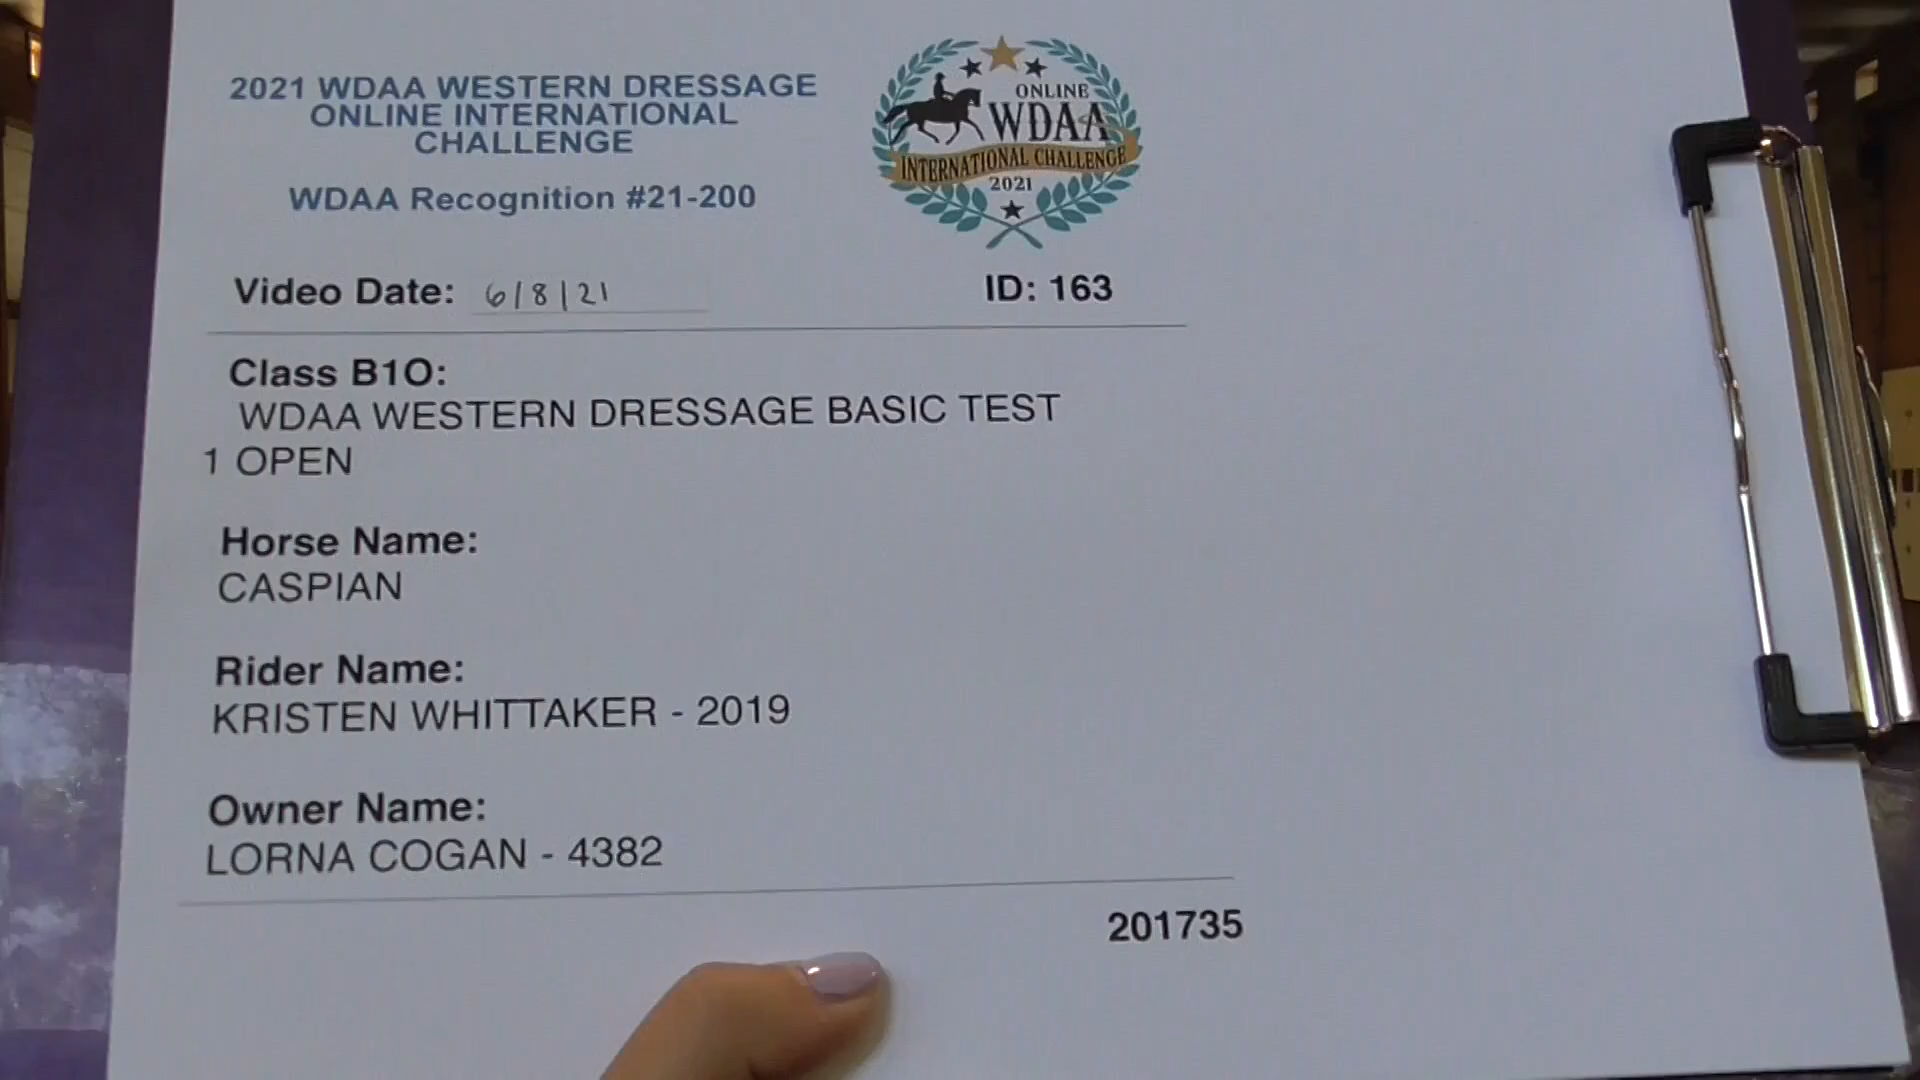 2021 WDAA WESTERN DRESSAGE
ONLINE INTERNATIONAL
CHALLENGE
WDAA Recognition #21-200
ONLINE
WDAA
INTERNATIONAL CHALLENGE
2021
Video Date: 6/8/21
ID: 163
Class B1O:
WDAA WESTERN DRESSAGE BASIC TEST
1 OPEN
Horse Name:
CASPIAN
Rider Name:
KRISTEN WHITTAKER - 2019
Owner Name:
LORNA COGAN - 4382
201735